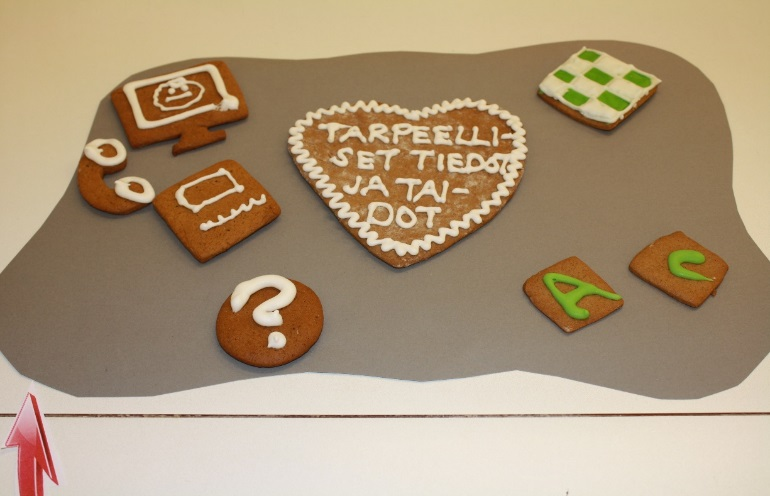 TARPEELLI-
SET TIEDOT
JA TAI-
DOT
?
A
C